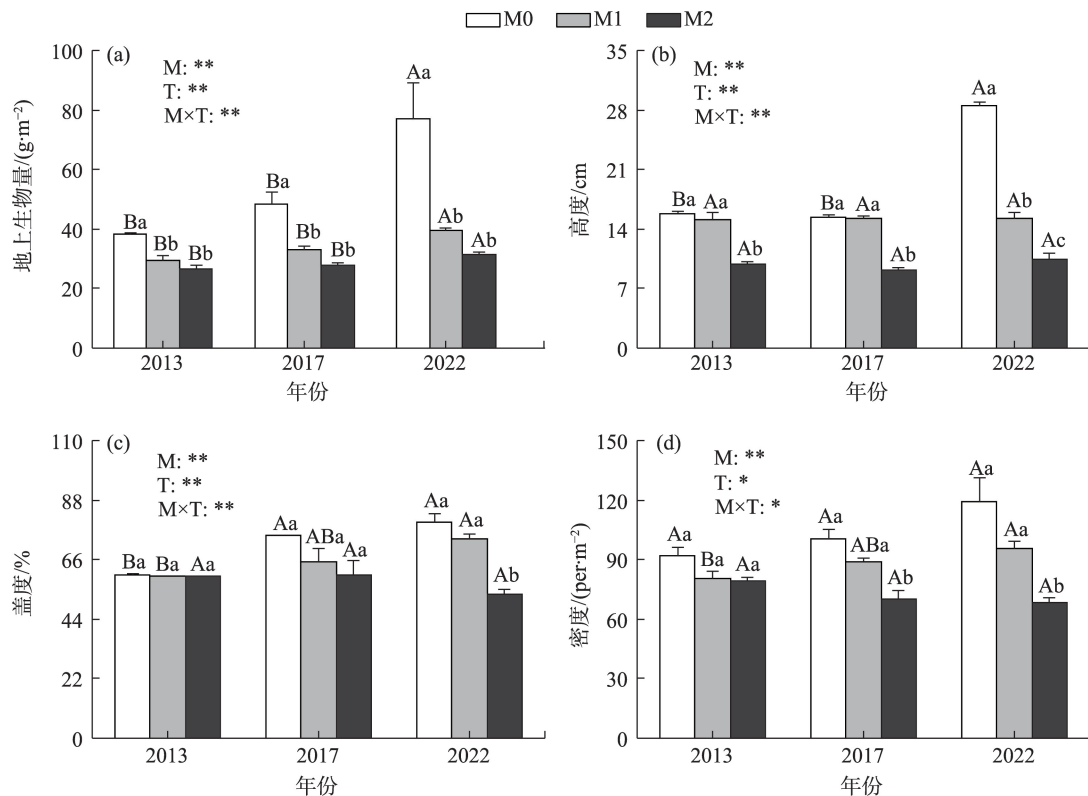 M0 M1 M2
(a)
M: **
T: **
M×T: **
地上生物量/(g·m⁻²)
100
80
60
40
20
0
Ba Bb Bb
Ba Bb Bb
Aa Ab Ab
2013 2017 2022
年份
(b)
M: **
T: **
M×T: **
高度/cm
35
28
21
14
7
0
Ba Aa Ab
Ba Aa Ab
Aa Ab Ac
2013 2017 2022
年份
(c)
M: **
T: **
M×T: **
盖度/%
110
88
66
44
22
0
Ba Ba Aa
Aa ABa Aa
Aa Aa Ab
2013 2017 2022
年份
(d)
M: **
T: *
M×T: *
密度/(per·m⁻²)
150
120
90
60
30
0
Aa Ba Aa
Aa ABa Ab
Aa Aa Ab
2013 2017 2022
年份